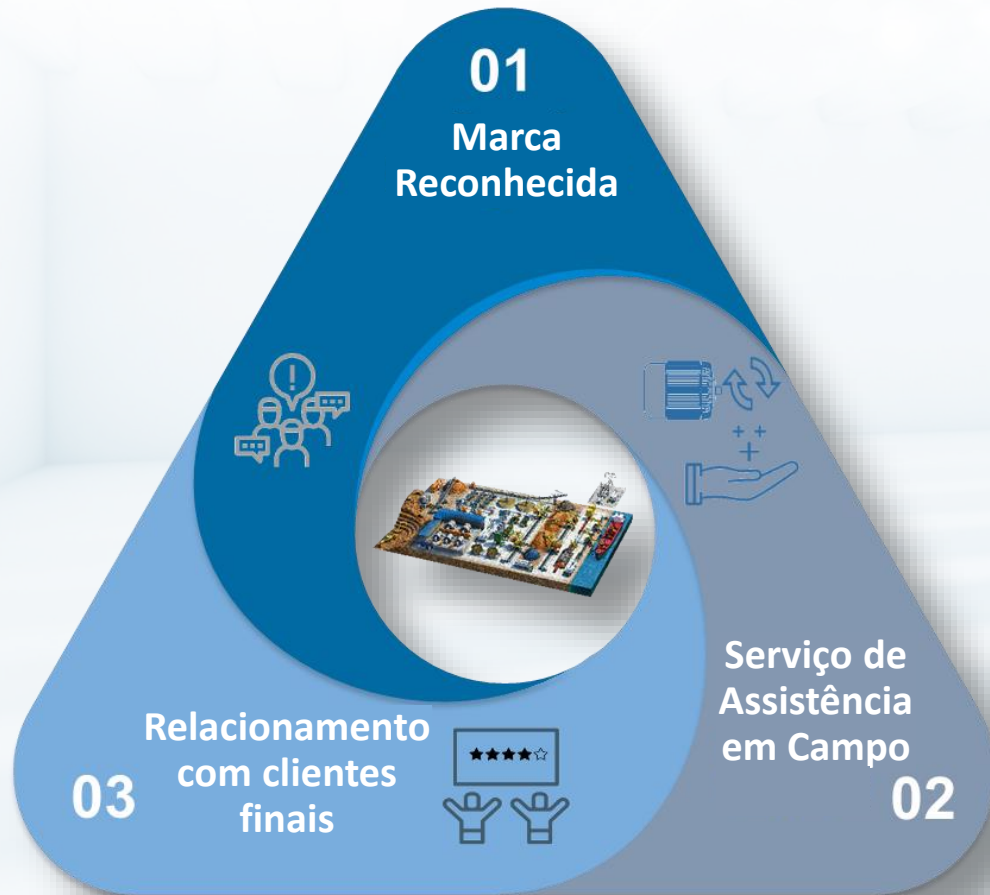 01
Marca
Reconhecida
Serviço de
Assistência
em Campo
02
Relacionamento
com clientes
finais
03